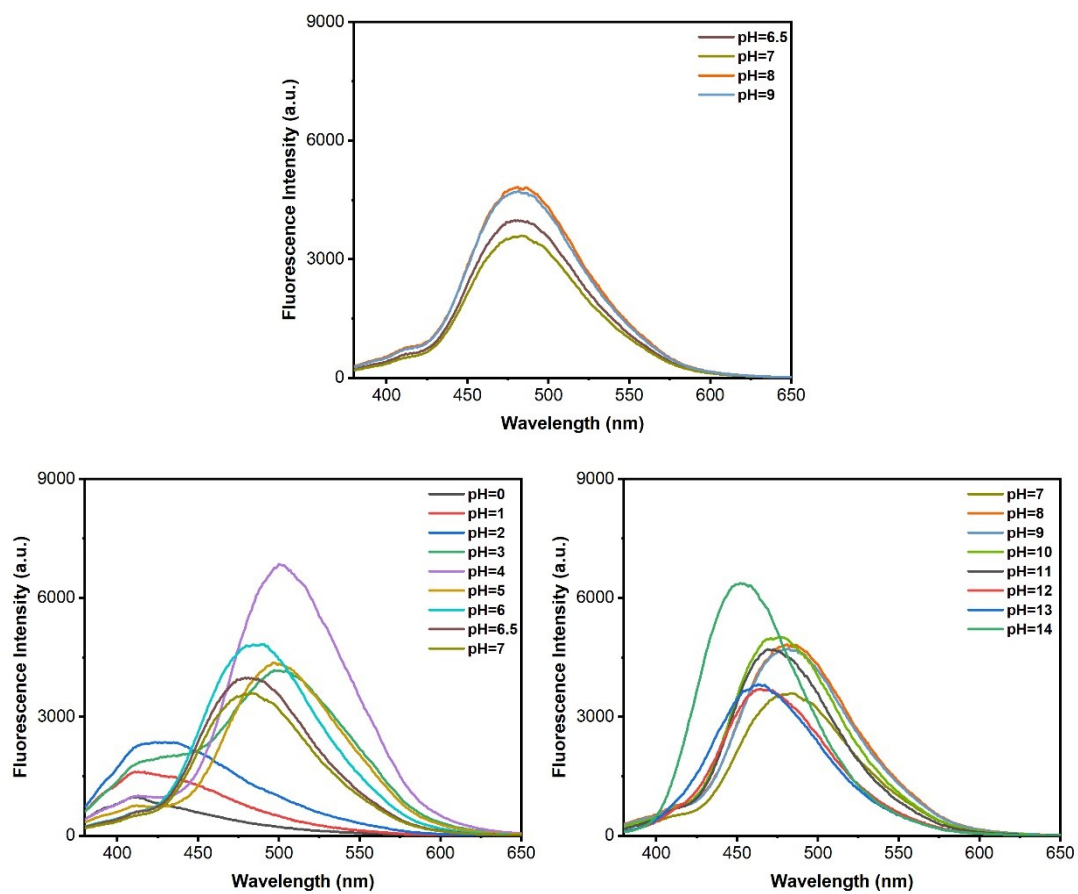 9000
6000
3000
0
Fluorescence Intensity (a.u.)
pH=6.5
pH=7
pH=8
pH=9
400 450 500 550 600 650
Wavelength (nm)
9000
6000
3000
0
Fluorescence Intensity (a.u.)
pH=0
pH=1
pH=2
pH=3
pH=4
pH=5
pH=6
pH=6.5
pH=7
400 450 500 550 600 650
Wavelength (nm)
9000
6000
3000
0
Fluorescence Intensity (a.u.)
pH=7
pH=8
pH=9
pH=10
pH=11
pH=12
pH=13
pH=14
400 450 500 550 600 650
Wavelength (nm)